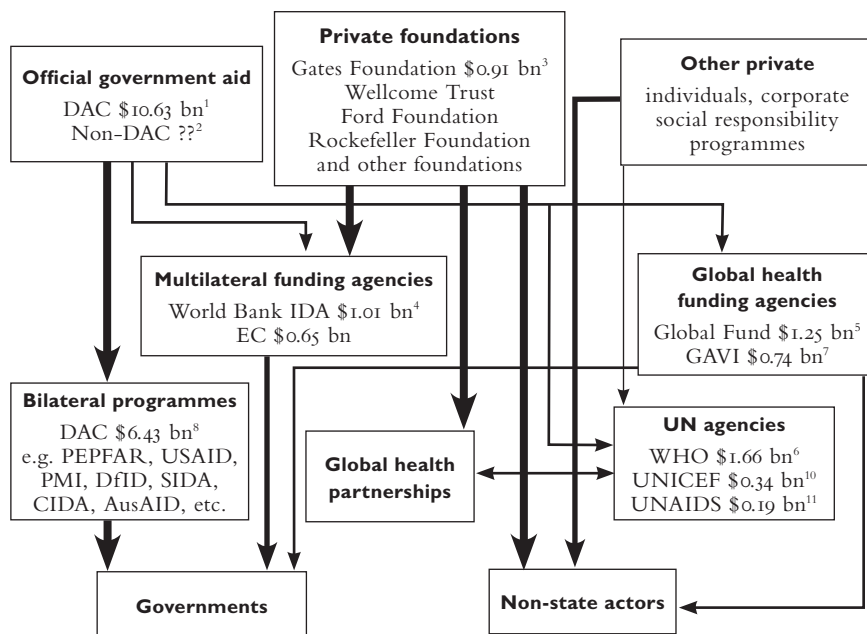 Official government aid
DAC $10.63 bn¹
Non-DAC ??²
Private foundations
Gates Foundation $0.91 bn³
Wellcome Trust
Ford Foundation
Rockefeller Foundation
and other foundations
Other private
individuals, corporate
social responsibility
programmes
Multilateral funding agencies
World Bank IDA $1.01 bn⁴
EC $0.65 bn
Global health
funding agencies
Global Fund $1.25 bn⁵
GAVI $0.74 bn⁷
Bilateral programmes
DAC $6.43 bn⁸
e.g. PEPFAR, USAID,
PMI, DfID, SIDA,
CIDA, AusAID, etc.
Global health
partnerships
UN agencies
WHO $1.66 bn⁶
UNICEF $0.34 bn¹⁰
UNAIDS $0.19 bn¹¹
Governments
Non-state actors